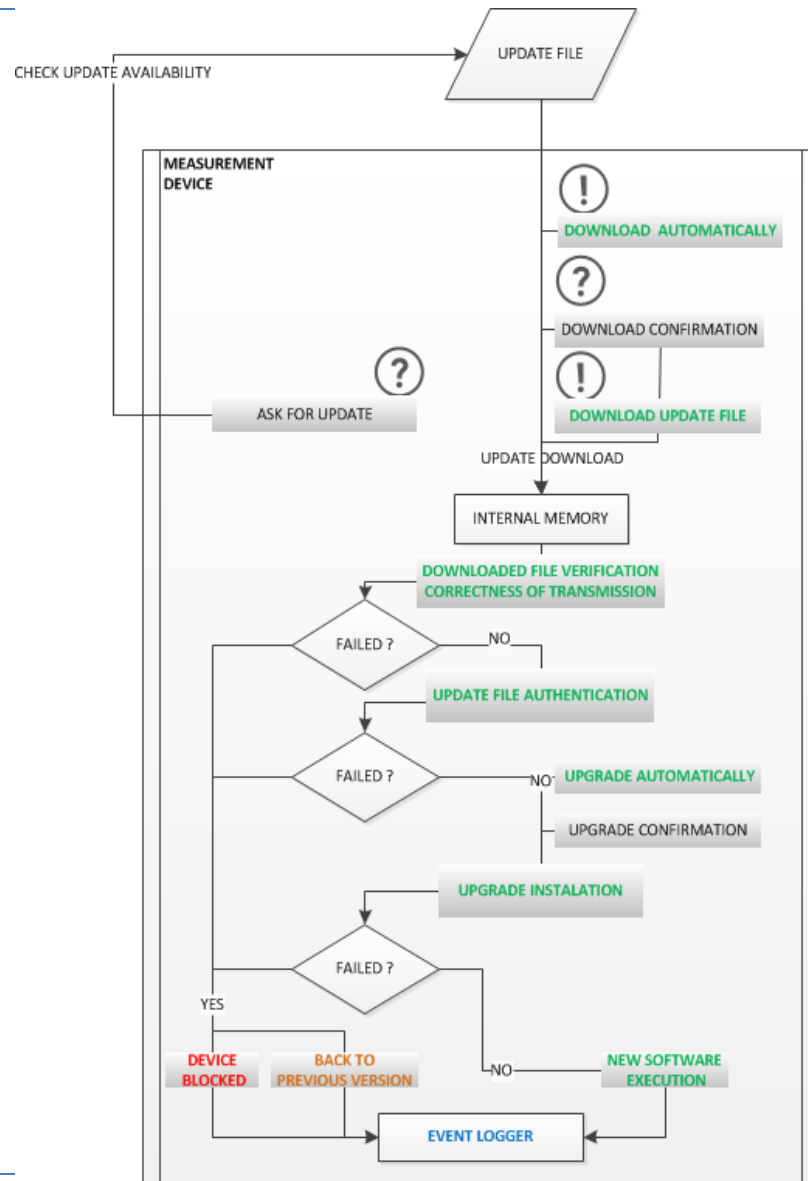 UPDATE FILE
CHECK UPDATE AVAILABILITY
MEASUREMENT
DEVICE
!
DOWNLOAD AUTOMATICALLY
?
DOWNLOAD CONFIRMATION
?
!
ASK FOR UPDATE
DOWNLOAD UPDATE FILE
UPDATE DOWNLOAD
INTERNAL MEMORY
DOWNLOADED FILE VERIFICATION
CORRECTNESS OF TRANSMISSION
FAILED ?
NO
UPDATE FILE AUTHENTICATION
FAILED ?
NO
UPGRADE AUTOMATICALLY
UPGRADE CONFIRMATION
UPGRADE INSTALATION
FAILED ?
YES
DEVICE
BLOCKED
BACK TO
PREVIOUS VERSION
NO
NEW SOFTWARE
EXECUTION
EVENT LOGGER